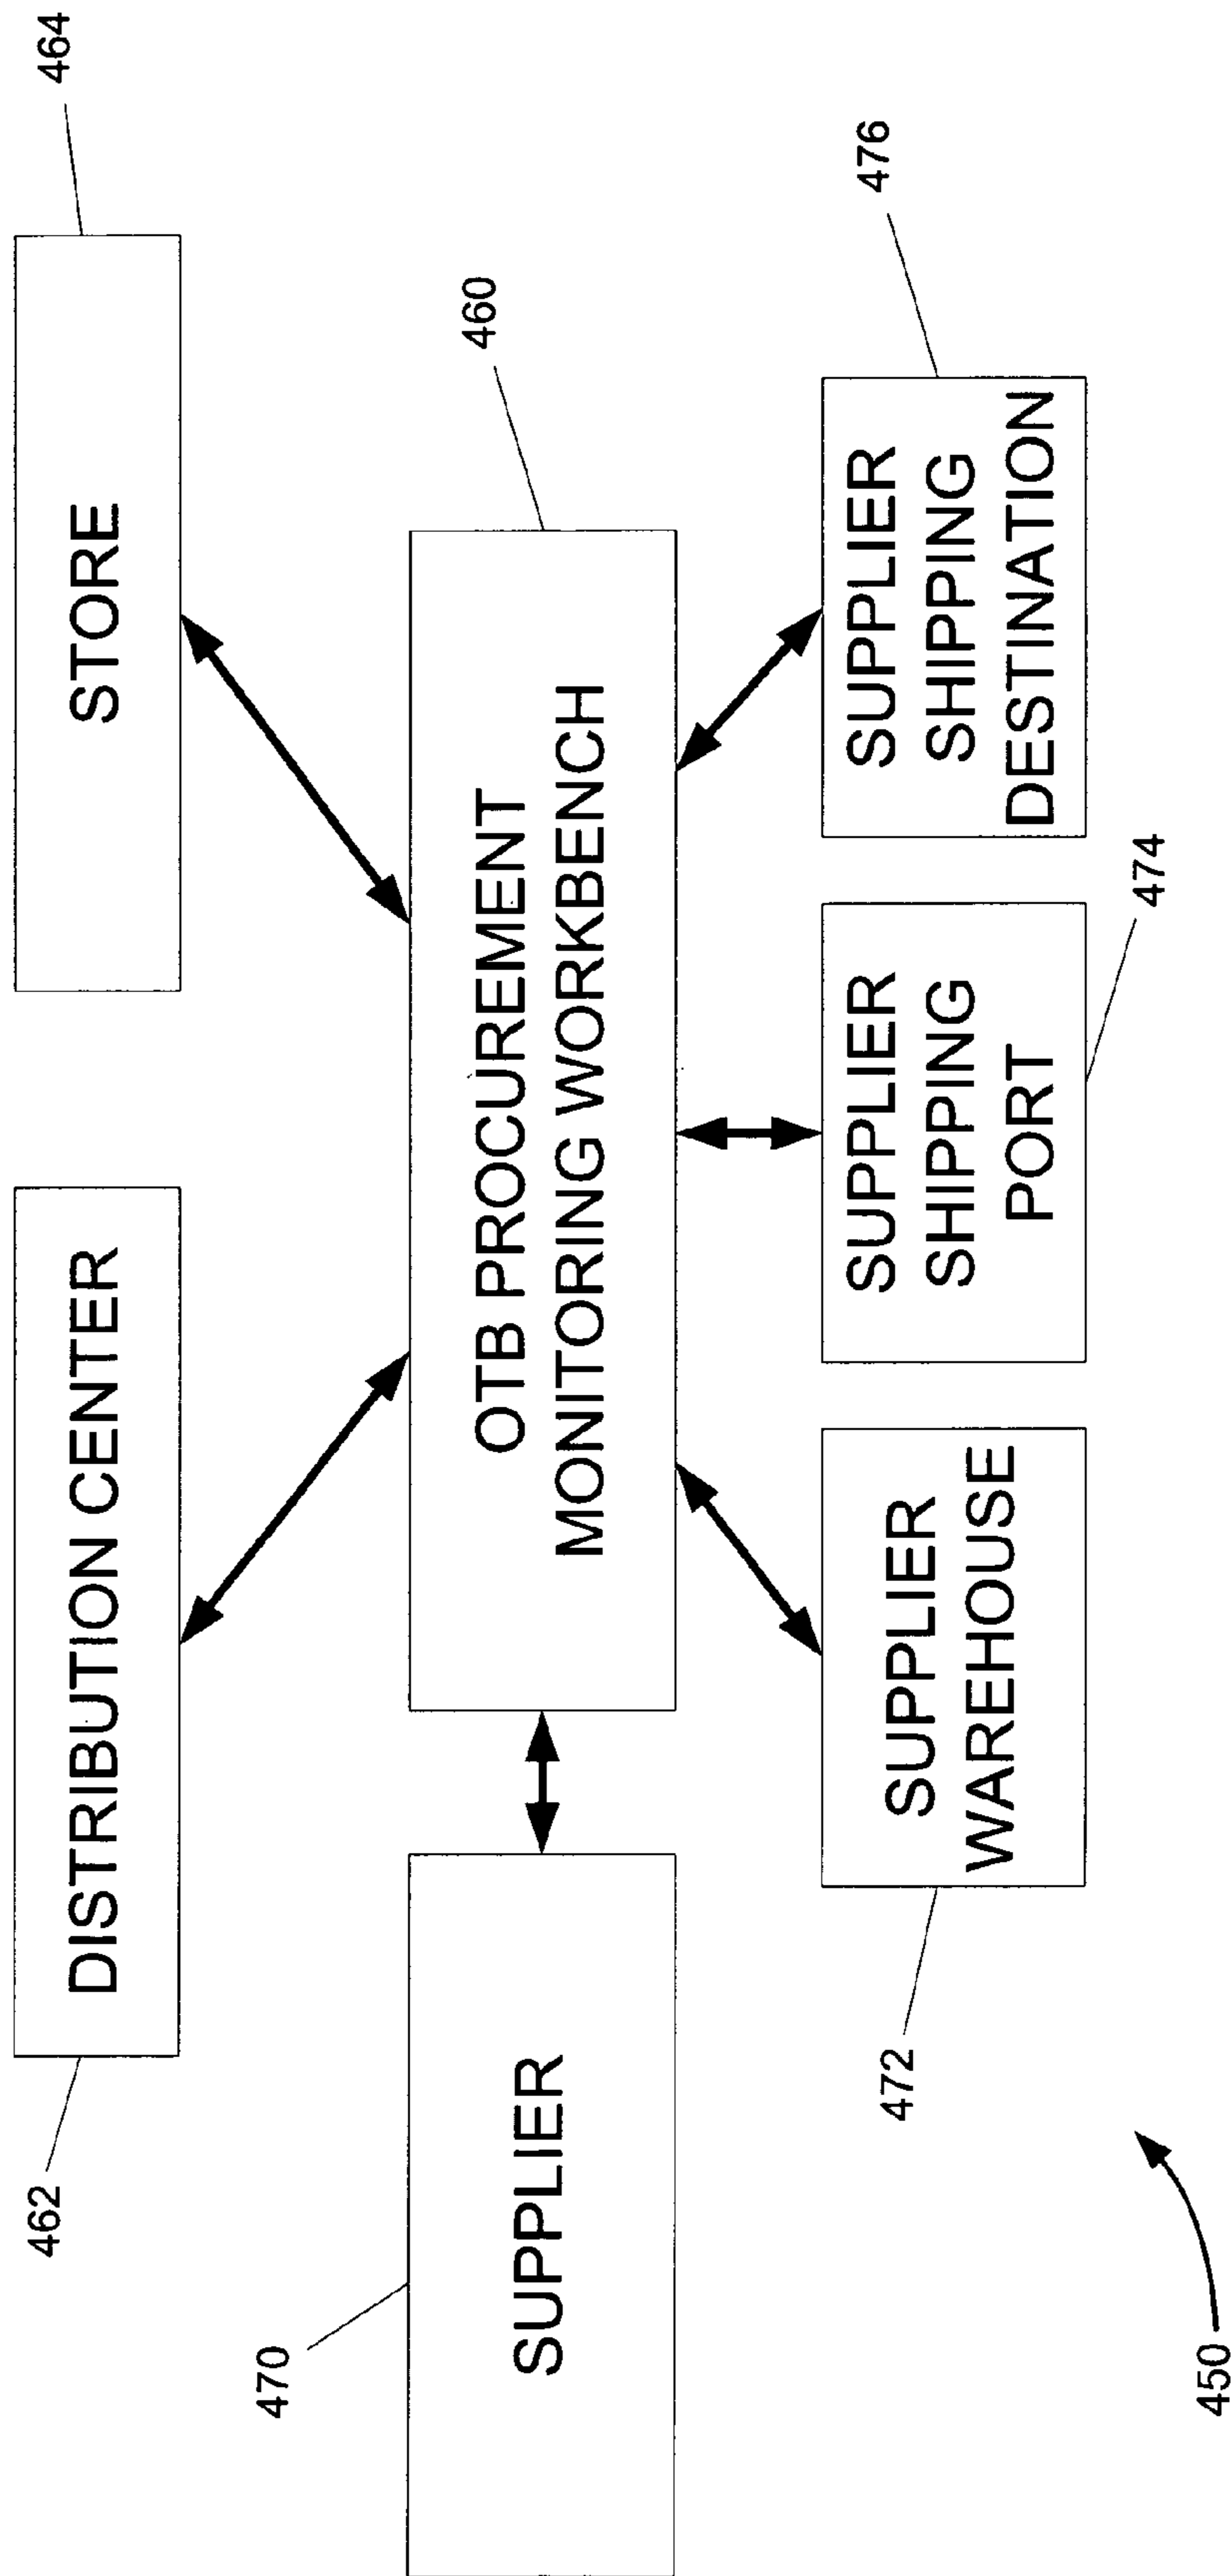 462
DISTRIBUTION CENTER
STORE
464
470
SUPPLIER
OTB PROCUREMENT
MONITORING WORKBENCH
460
472
SUPPLIER
WAREHOUSE
SUPPLIER
SHIPPING
PORT
474
SUPPLIER
SHIPPING
DESTINATION
476
450